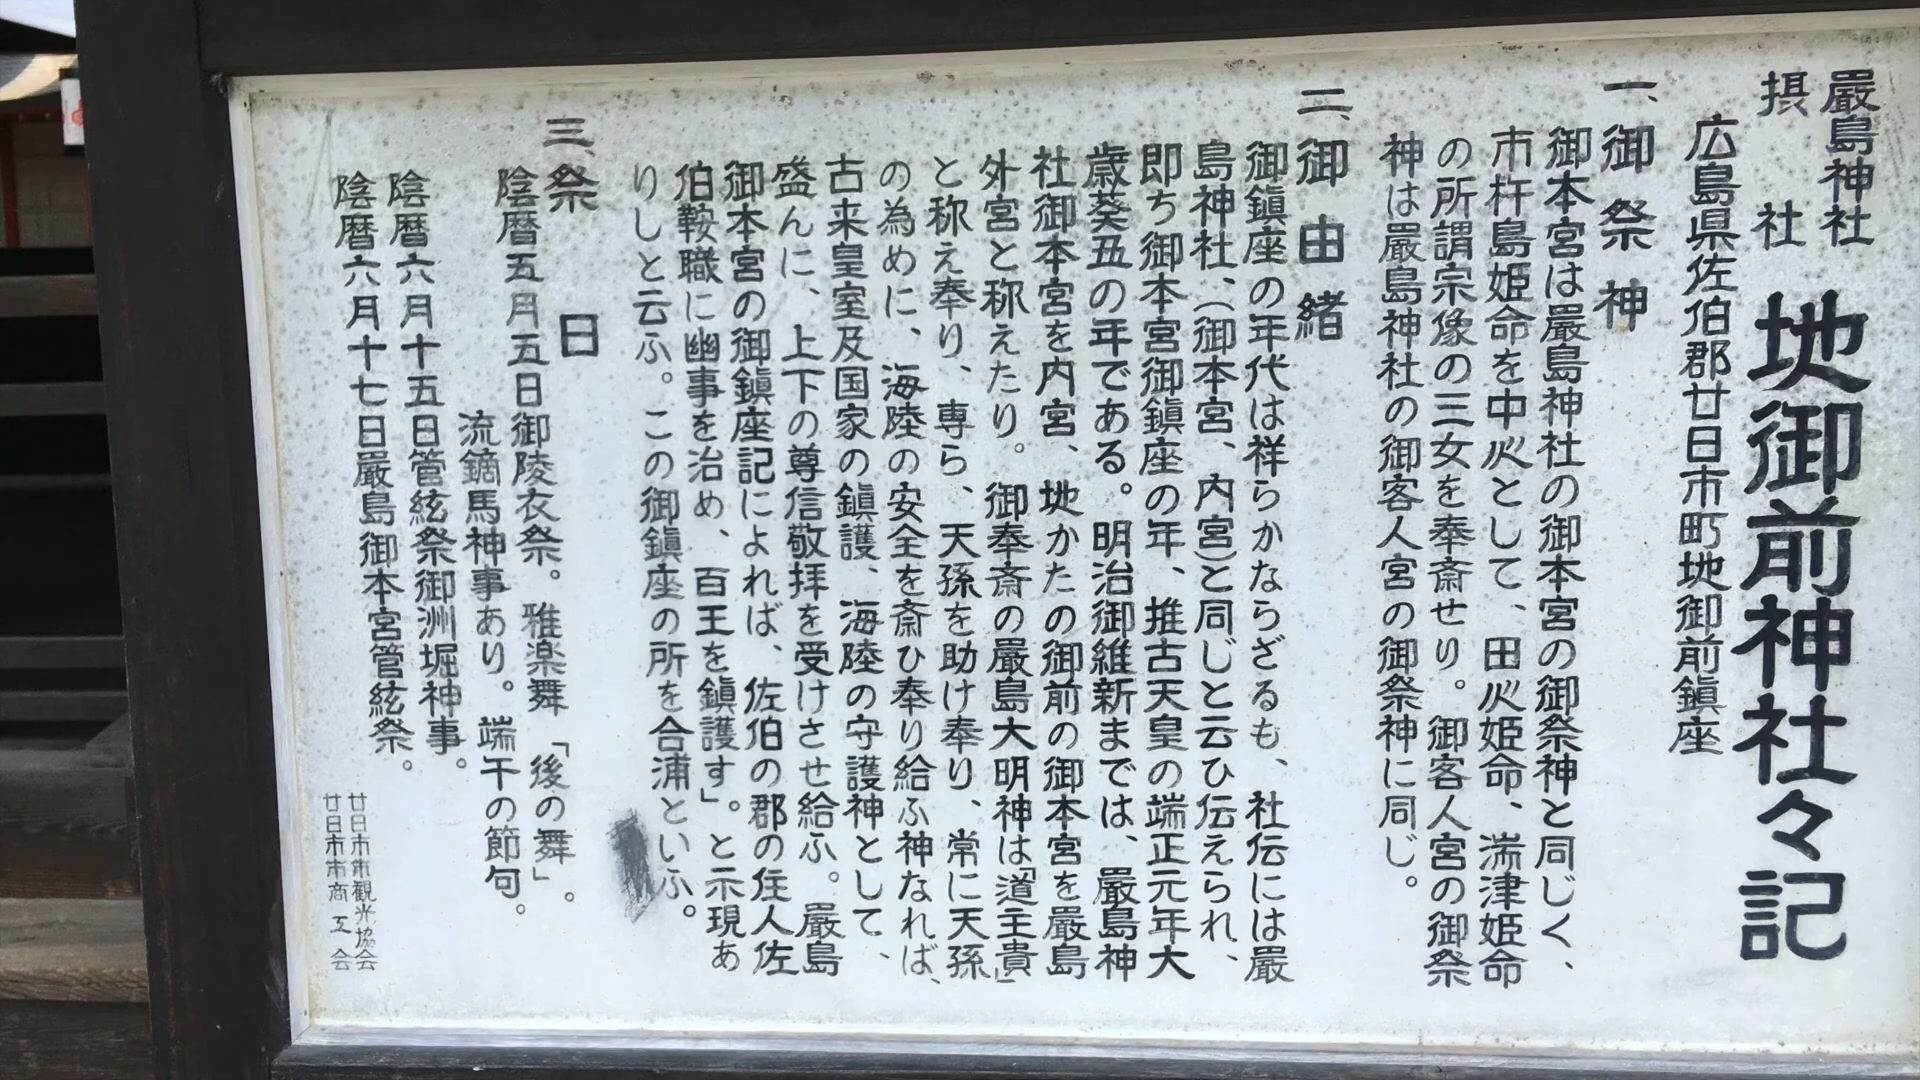 嚴島神社
摂社
地御前神社々記
広島県佐伯郡廿日市町地御前鎮座
一、御祭神
御本宮は嚴島神社の御本宮の御祭神と同じく、
市杵島姫命を中心として、田心姫命、湍津姫命
の所謂宗像の三女を奉斎せり。御客人宮の御祭
神は嚴島神社の御客人宮の御祭神に同じ。
二、御由緒
御鎮座の年代は祥らかならざるも、社伝には嚴
島神社、(御本宮、内宮)と同じと云ひ伝えられ、
即ち御本宮御鎮座の年、推古天皇の端正元年大
歳葵丑の年である。明治御維新までは、嚴島神
社御本宮を内宮、地かたの御前の御本宮を嚴島
外宮と称えたり。御奉斎の嚴島大明神は「道主貴」
と称え奉り、専ら、天孫を助け奉り、常に天孫
の為めに、海陸の安全を斎ひ奉り給ふ神なれば、
古来皇室及国家の鎮護、海陸の守護神として、
盛んに、上下の尊信敬拝を受けさせ給ふ。嚴島
御本宮の御鎮座記によれば、佐伯の郡の住人佐
伯鞍職に幽事を治め、百王を鎮護す」。と示現あ
りしと云ふ。この御鎮座の所を合浦といふ。
三、祭日
陰暦五月五日御陵衣祭。雅楽舞「後の舞」。
流鏑馬神事あり。端午の節句。
陰暦六月十五日管絃祭御洲堀神事。
陰暦六月十七日嚴島御本宮管絃祭。
廿日市市観光協会
廿日市市商工会